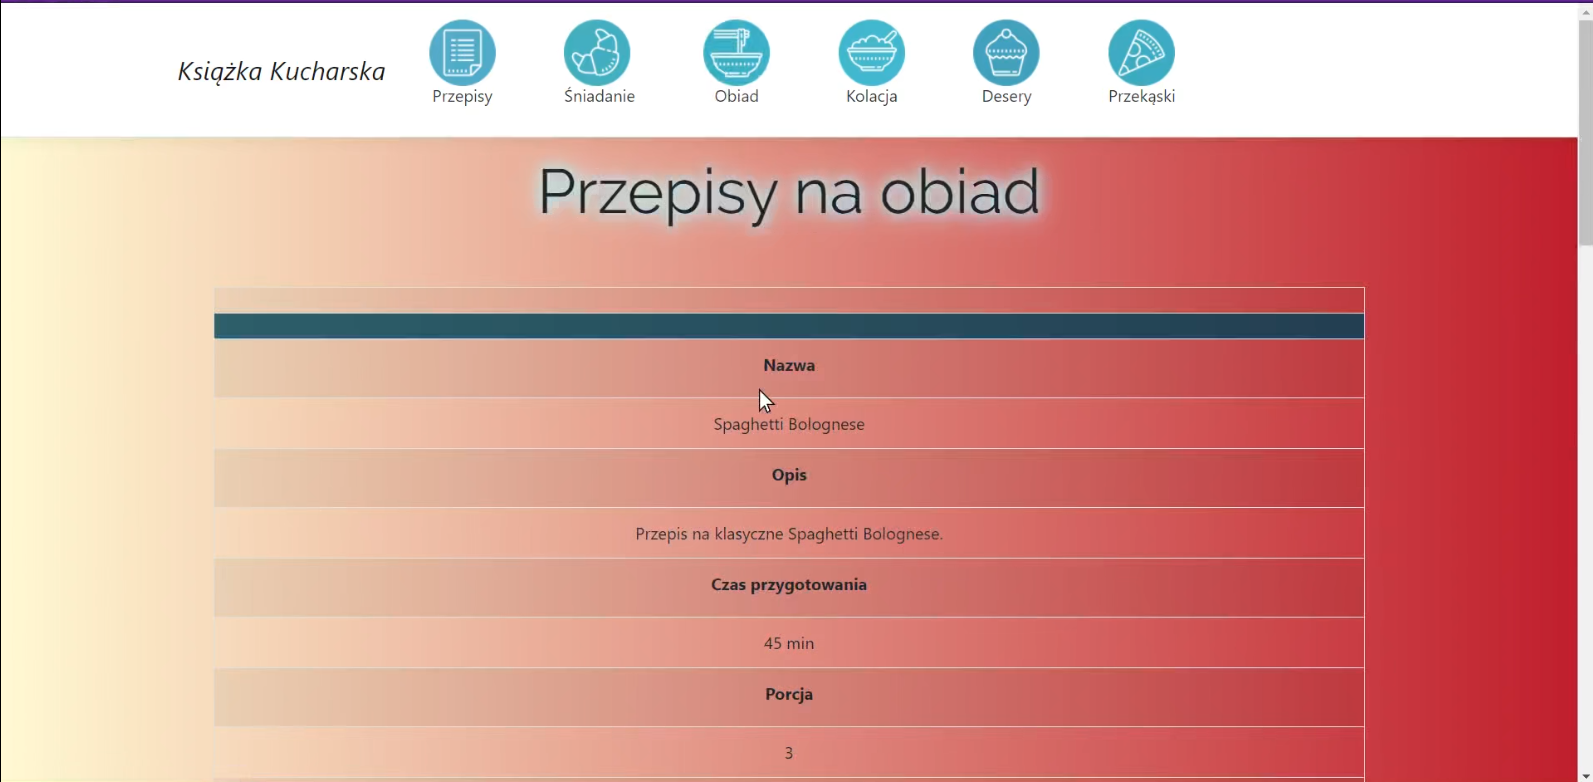 Książka Kucharska
Przepisy
Śniadanie
Obiad
Kolacja
Desery
Przekąski
Przepisy na obiad
Nazwa
Spaghetti Bolognese
Opis
Przepis na klasyczne Spaghetti Bolognese.
Czas przygotowania
45 min
Porcja
3